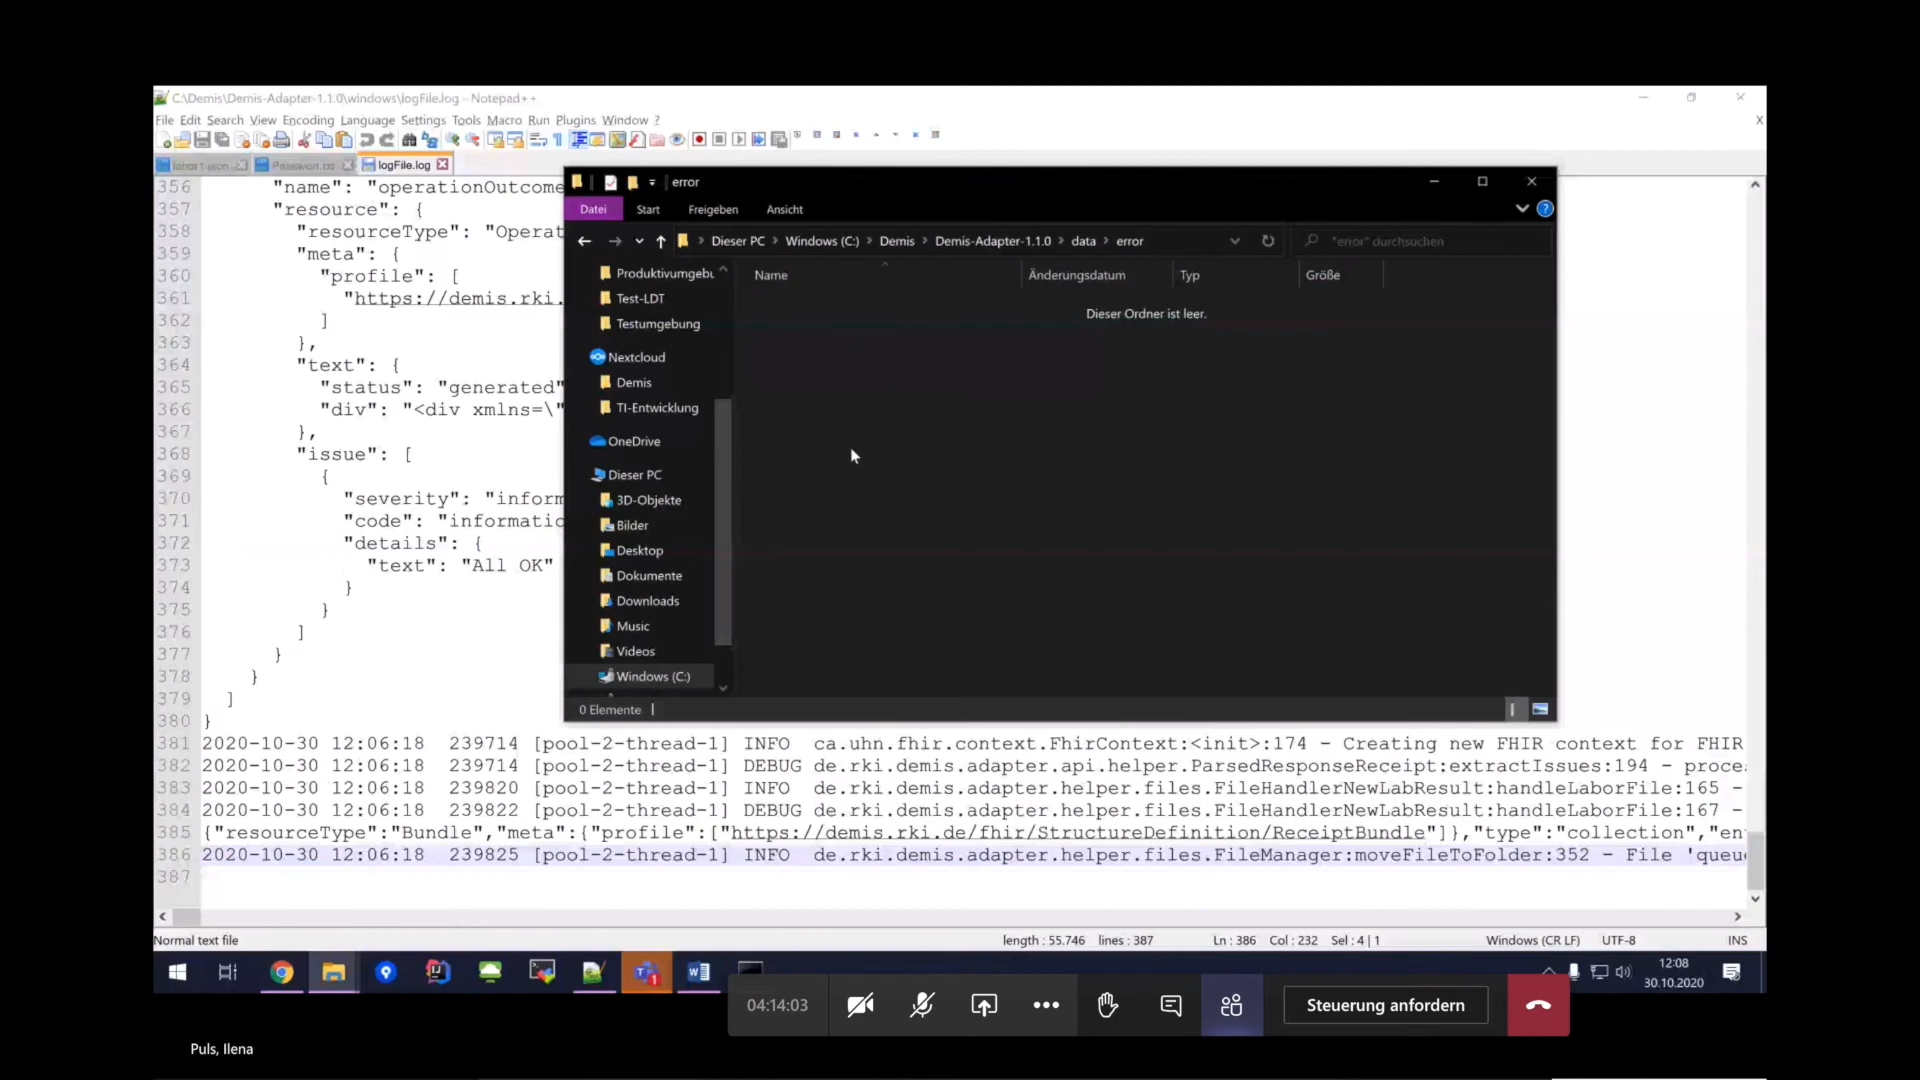 C:\Demis\Demis-Adapter-1.1.0\windows\logFile.log - Notepad++
File Edit Search View Encoding Language Settings Tools Macro Run Plugins Window ? X
labor1.json Passwort.txt logFile.log
356 "name": "operationOutcome
357 "resource": {
358 "resourceType": "Operat
359 "meta": {
360 "profile": [
361 "https://demis.rki.
362 ]
363 },
364 "text": {
365 "status": "generated"
366 "div": "<div xmlns=\"
367 },
368 "issue": [
369 {
370 "severity": "inform
371 "code": "informatio
372 "details": {
373 "text": "All OK"
374 }
375 }
376 ]
377 }
378 }
379 ]
380 }
381 2020-10-30 12:06:18 239714 [pool-2-thread-1] INFO ca.uhn.fhir.context.FhirContext:<init>:174 - Creating new FHIR context for FHIR
382 2020-10-30 12:06:18 239714 [pool-2-thread-1] DEBUG de.rki.demis.adapter.api.helper.ParsedResponseReceipt:extractIssues:194 - proces
383 2020-10-30 12:06:18 239820 [pool-2-thread-1] INFO de.rki.demis.adapter.helper.files.FileHandlerNewLabResult:handleLaborFile:165 -
384 2020-10-30 12:06:18 239822 [pool-2-thread-1] DEBUG de.rki.demis.adapter.helper.files.FileHandlerNewLabResult:handleLaborFile:167 -
385 {"resourceType":"Bundle","meta":{"profile":["https://demis.rki.de/fhir/StructureDefinition/ReceiptBundle"]},"type":"collection","en
386 2020-10-30 12:06:18 239825 [pool-2-thread-1] INFO de.rki.demis.adapter.helper.files.FileManager:moveFileToFolder:352 - File 'queue
387
error
Datei Start Freigeben Ansicht
Dieser PC > Windows (C:) > Demis > Demis-Adapter-1.1.0 > data > error
"error" durchsuchen
Name Änderungsdatum Typ Größe
Dieser Ordner ist leer.
Produktivumgebu
Test-LDT
Testumgebung
Nextcloud
Demis
TI-Entwicklung
OneDrive
Dieser PC
3D-Objekte
Bilder
Desktop
Dokumente
Downloads
Music
Videos
Windows (C:)
0 Elemente
Normal text file length : 55.746 lines : 387 Ln : 386 Col : 232 Sel : 4 | 1 Windows (CR LF) UTF-8 INS
12:08
30.10.2020
04:14:03 Steuerung anfordern
Puls, Ilena